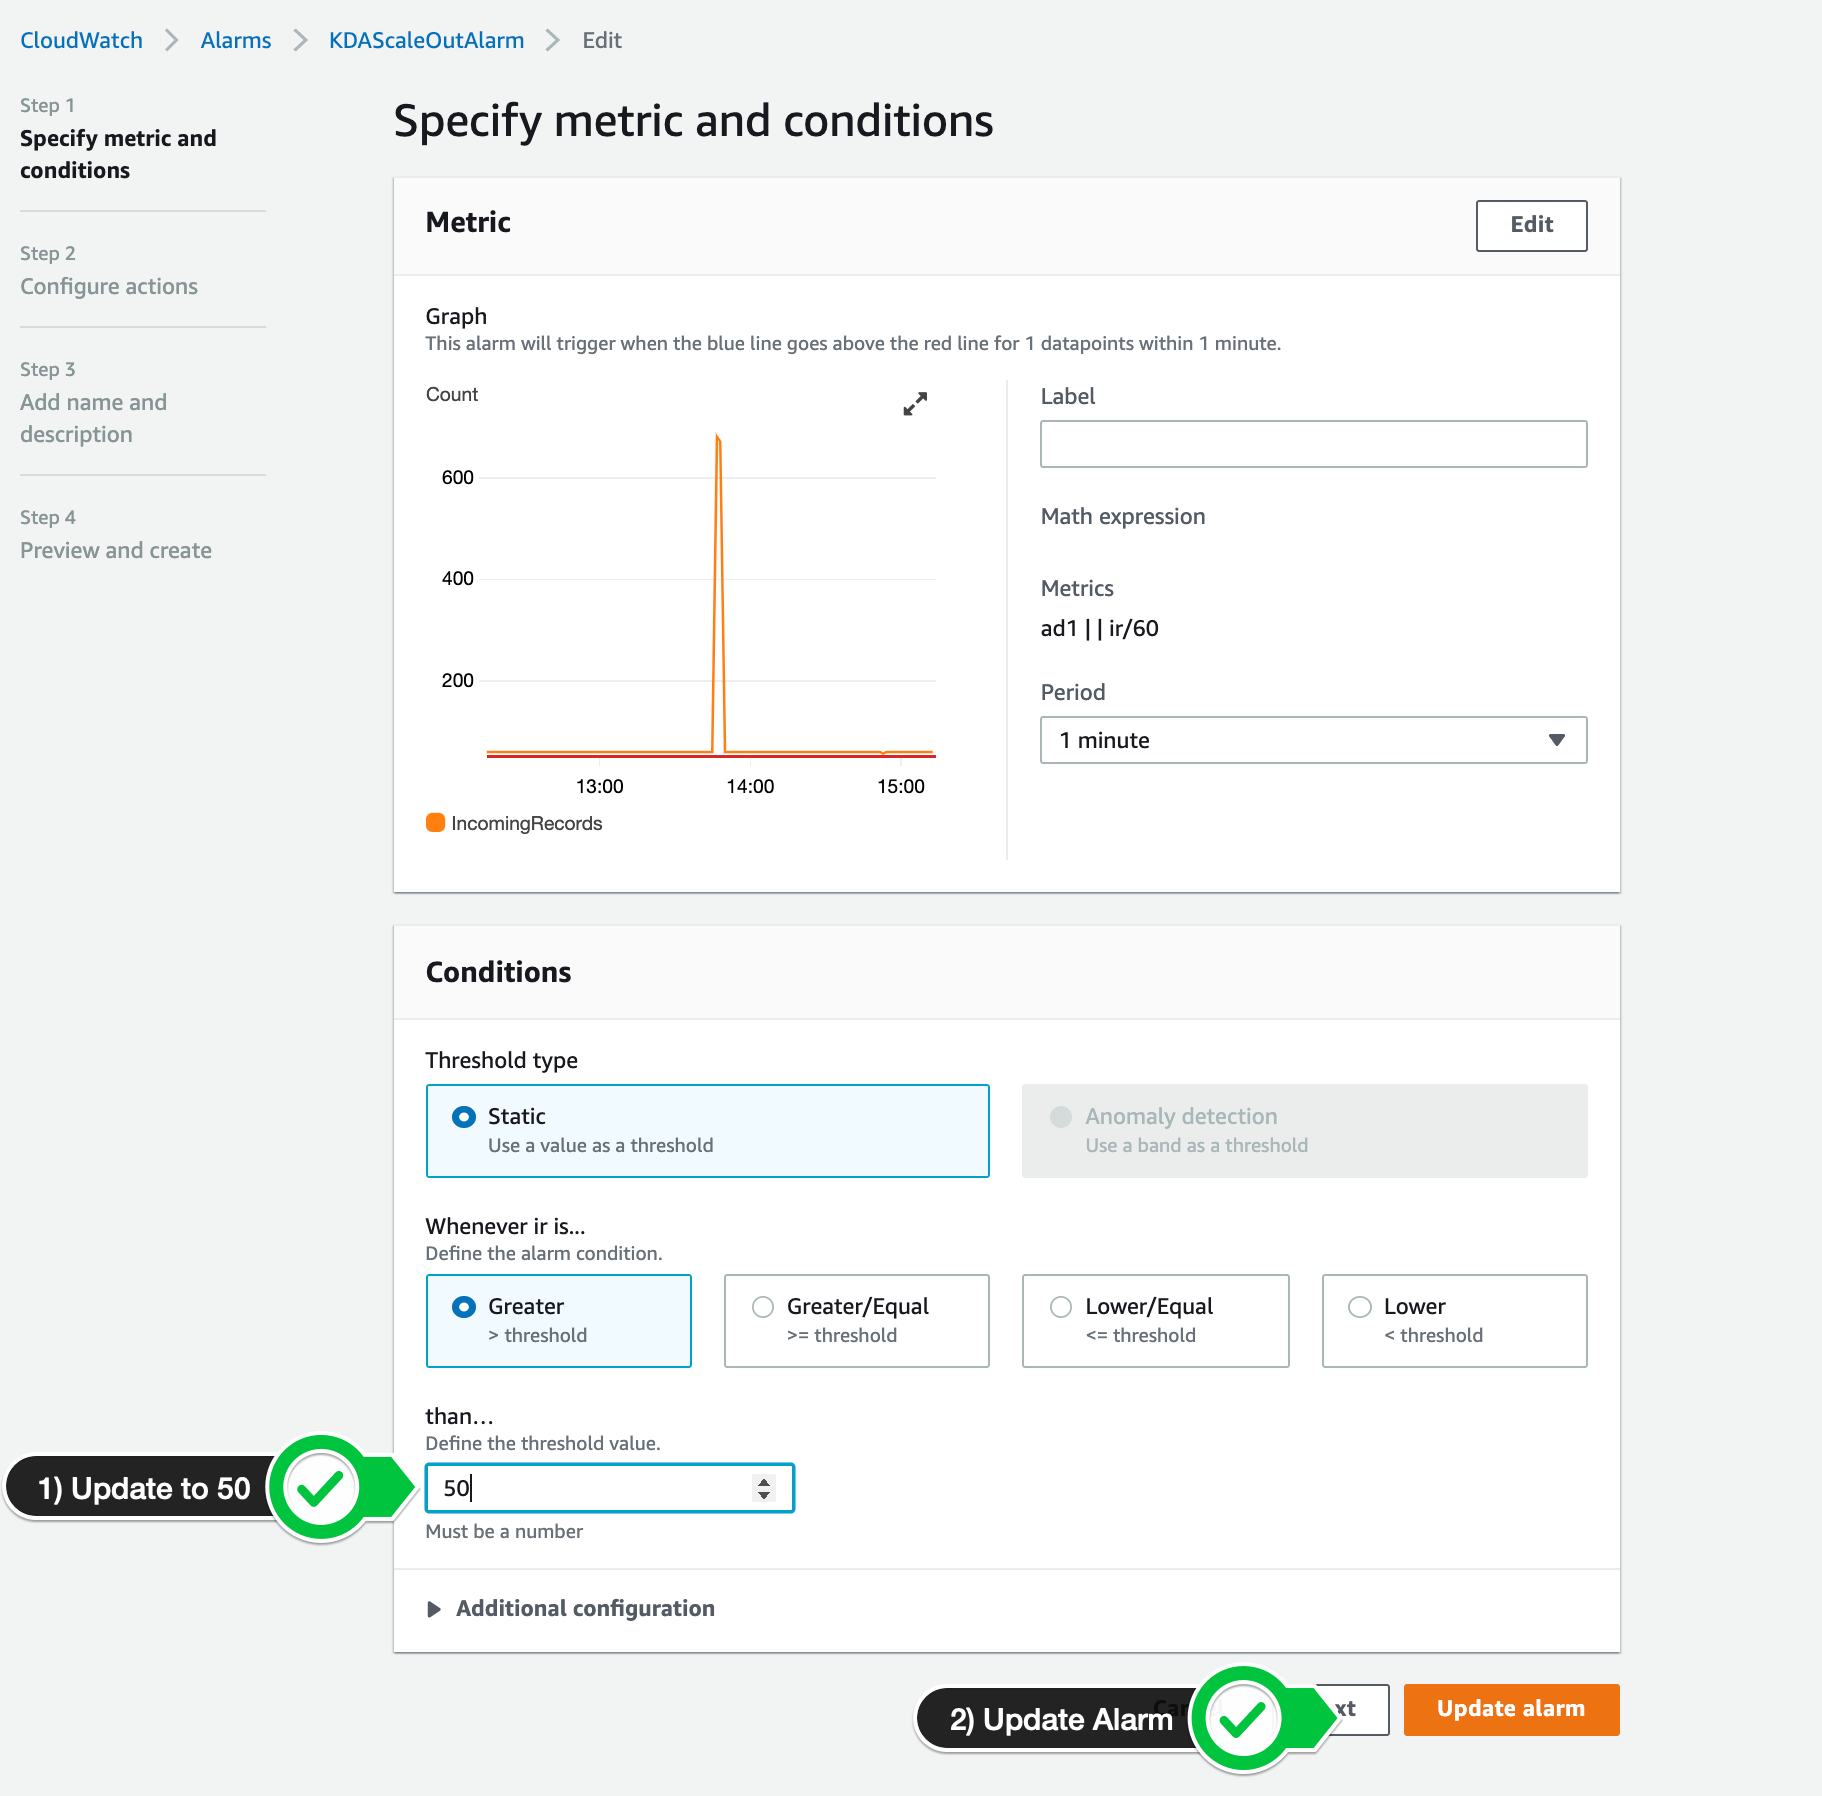 CloudWatch > Alarms > KDAScaleOutAlarm > Edit
Step 1
Specify metric and
conditions
Step 2
Configure actions
Step 3
Add name and
description
Step 4
Preview and create
Specify metric and conditions
Metric
Edit
Graph
This alarm will trigger when the blue line goes above the red line for 1 datapoints within 1 minute.
Count
600
400
200
13:00 14:00 15:00
IncomingRecords
Label
Math expression
Metrics
ad1 | | ir/60
Period
1 minute
Conditions
Threshold type
Static
Use a value as a threshold
Anomaly detection
Use a band as a threshold
Whenever ir is...
Define the alarm condition.
Greater
> threshold
Greater/Equal
>= threshold
Lower/Equal
<= threshold
Lower
< threshold
than...
Define the threshold value.
1) Update to 50
50
Must be a number
Additional configuration
2) Update Alarm
Update alarm